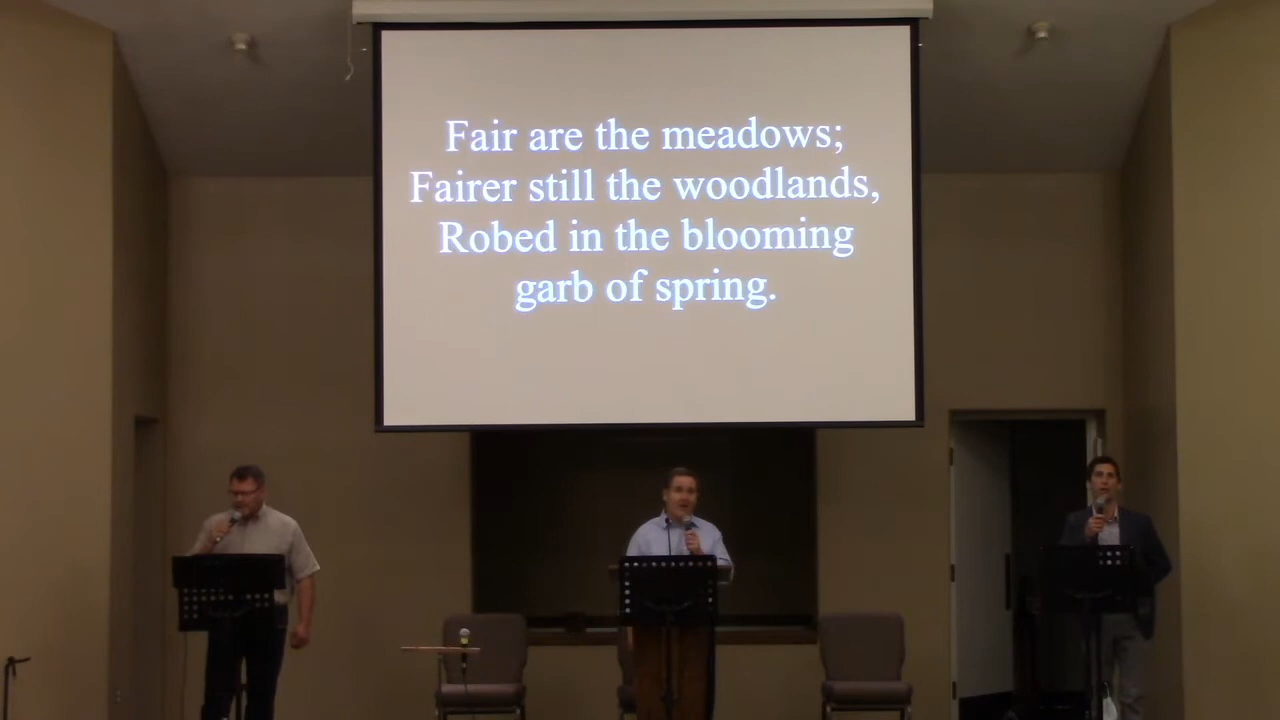 Fair are the meadows;
Fairer still the woodlands,
Robed in the blooming
garb of spring.